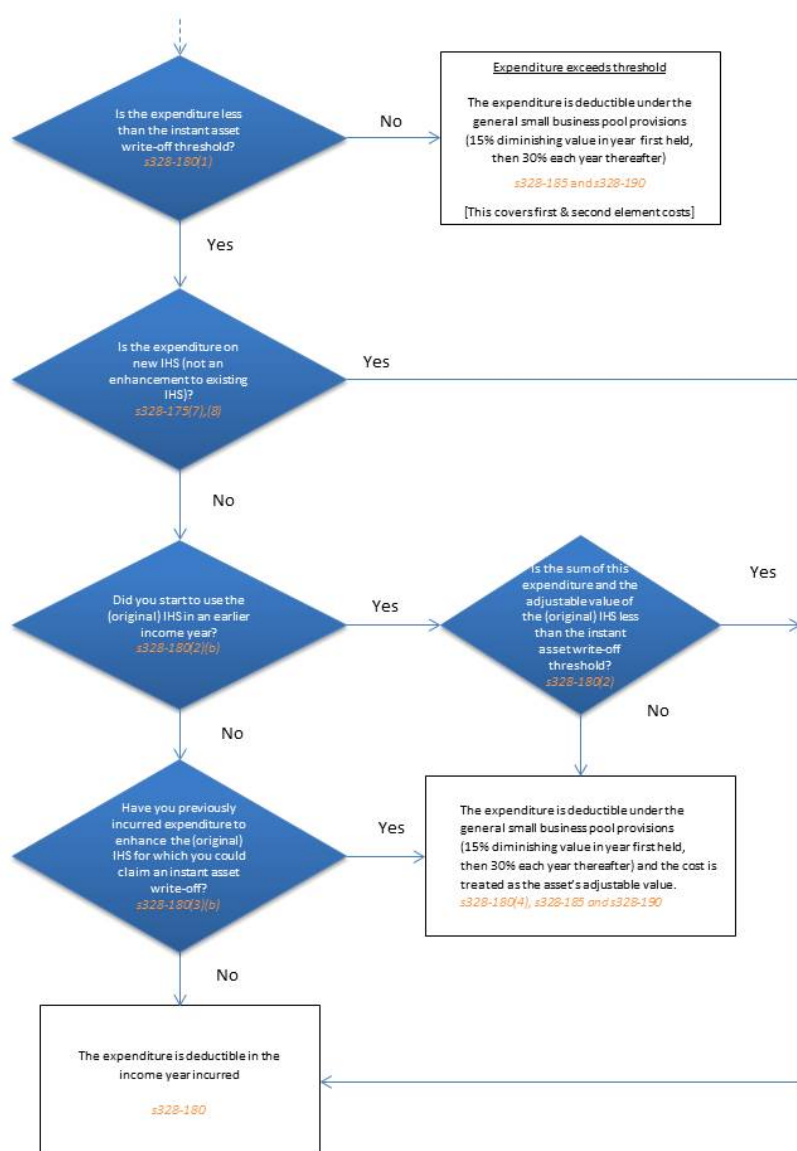 Is the expenditure less
than the instant asset
write-off threshold?
s328-180(1)
No
Expenditure exceeds threshold
The expenditure is deductible under the
general small business pool provisions
(15% diminishing value in year first held,
then 30% each year thereafter)
s328-185 and s328-190
[This covers first & second element costs]
Yes
Is the expenditure on
new IHS (not an
enhancement to existing
IHS)?
s328-175(7),(8)
Yes
No
Did you start to use the
(original) IHS in an earlier
income year?
s328-180(2)(b)
Yes
Is the sum of this
expenditure and the
adjustable value of
the (original) IHS less
than the instant
asset write-off
threshold?
s328-180(2)
Yes
No
No
Have you previously
incurred expenditure to
enhance the (original)
IHS for which you could
claim an instant asset
write-off?
s328-180(3)(b)
Yes
The expenditure is deductible under the
general small business pool provisions
(15% diminishing value in year first held,
then 30% each year thereafter) and the cost is
treated as the asset's adjustable value.
s328-180(4), s328-185 and s328-190
No
The expenditure is deductible in the
income year incurred
s328-180